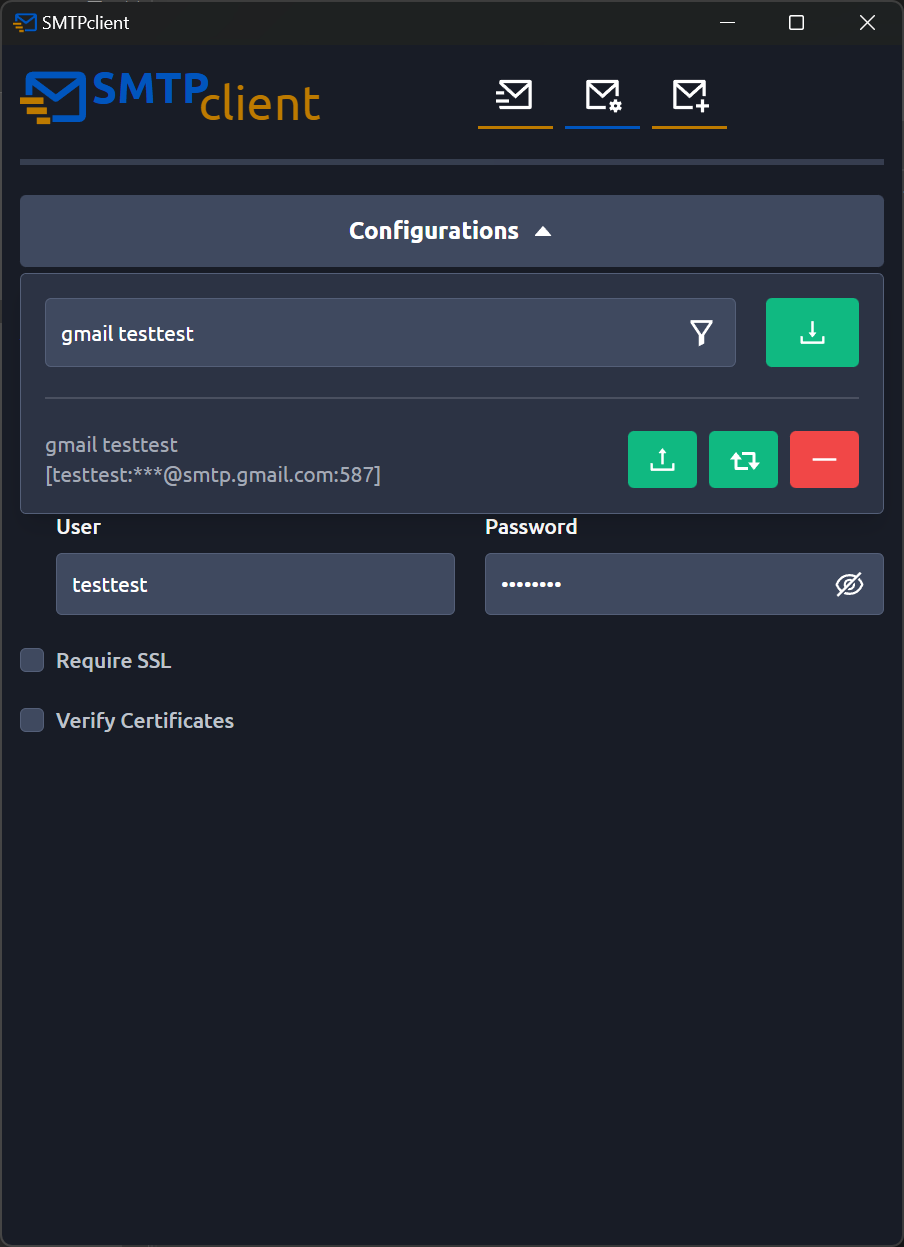 SMTPclient
SMTPclient
Configurations
gmail testtest
gmail testtest
[testtest:***@smtp.gmail.com:587]
User
Password
testtest
••••••••
Require SSL
Verify Certificates